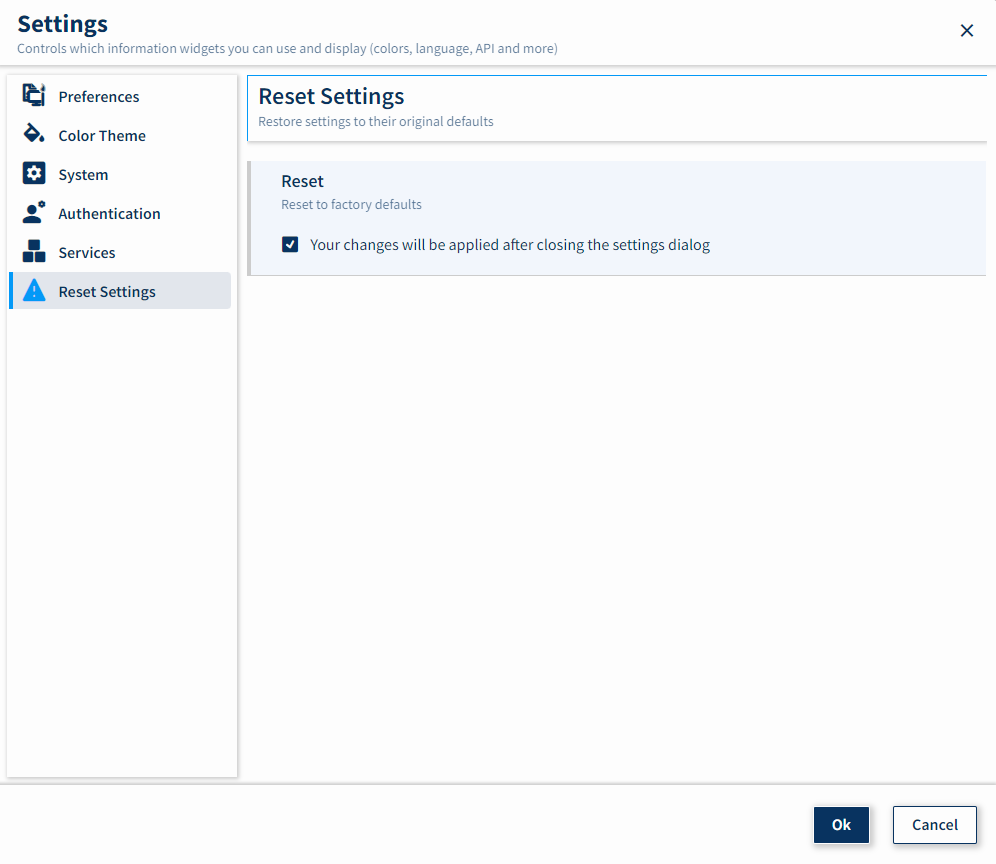 Settings
Controls which information widgets you can use and display (colors, language, API and more)
Preferences
Color Theme
System
Authentication
Services
Reset Settings
Reset Settings
Restore settings to their original defaults
Reset
Reset to factory defaults
Your changes will be applied after closing the settings dialog
Ok
Cancel